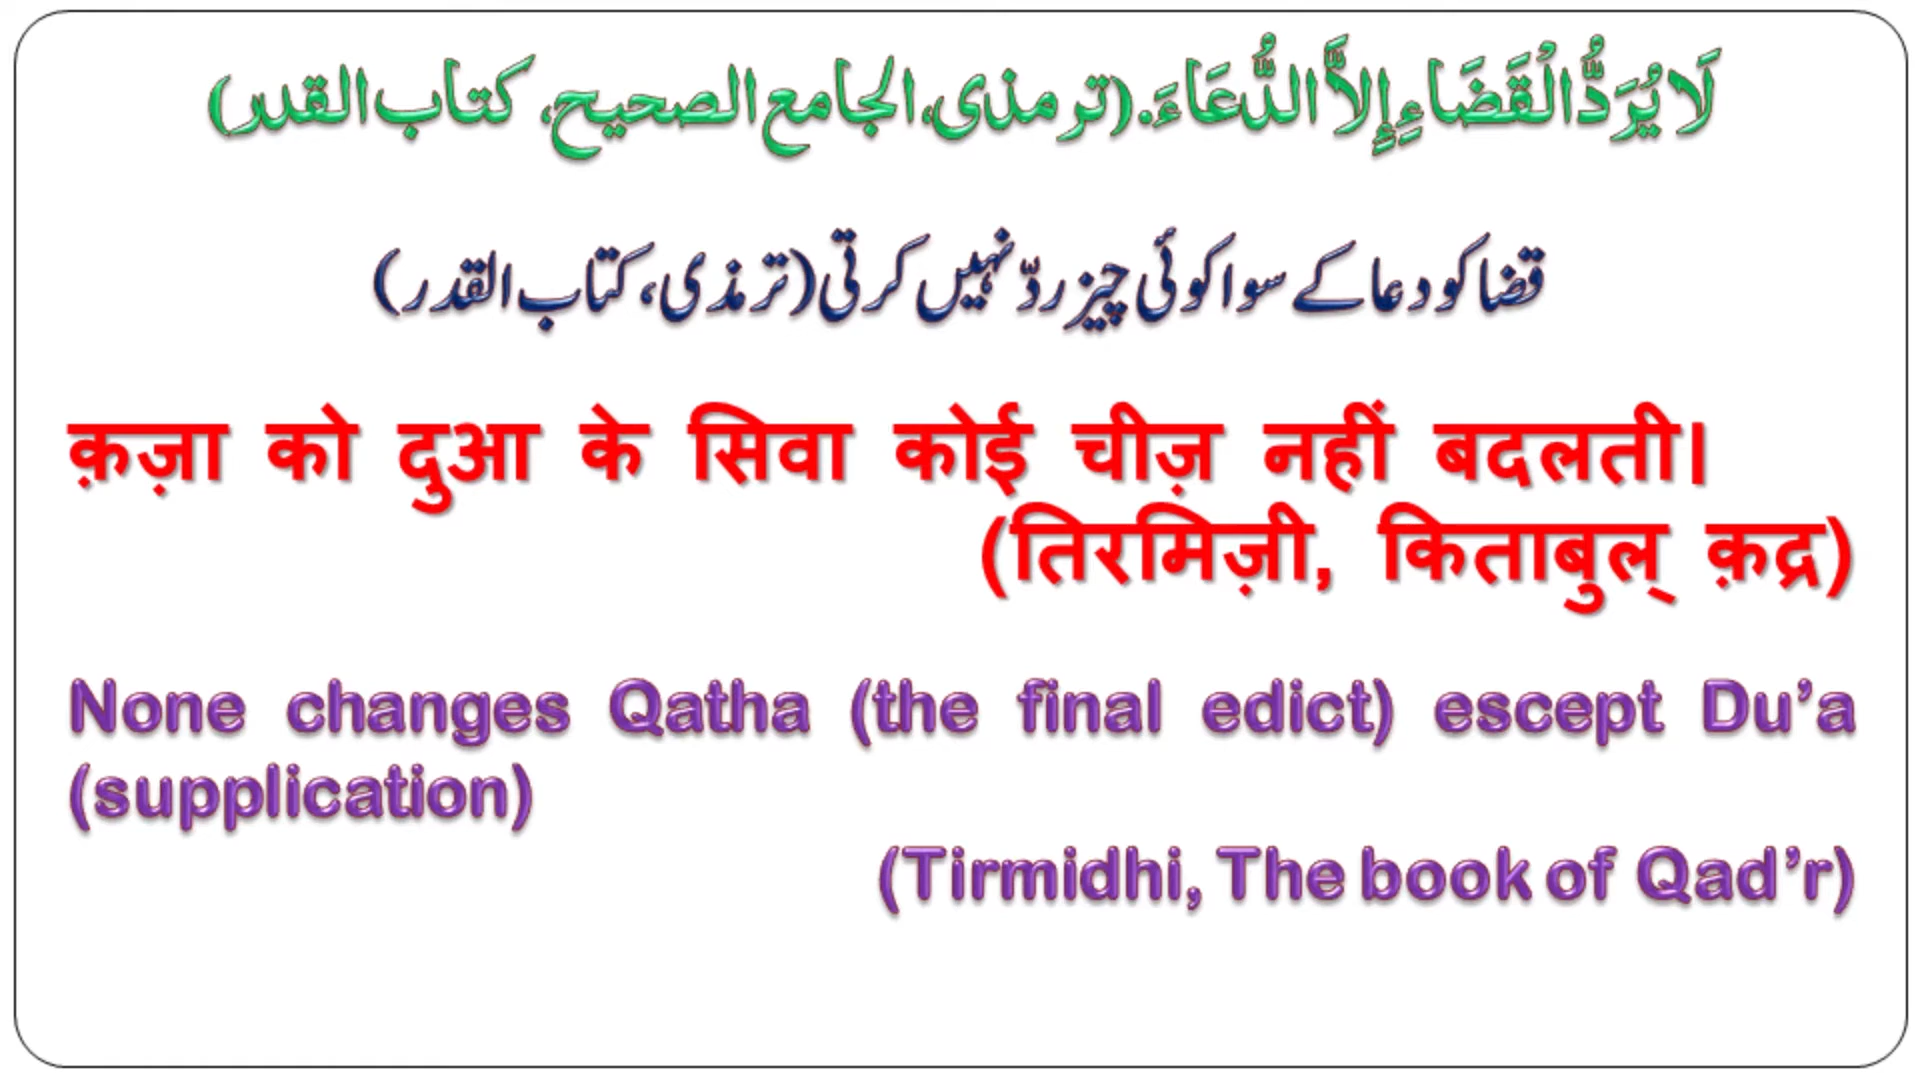 لَا يُرَدُّ الْقَضَاءِ إِلاَّ الدُّعَاءَ.(ترمذی،الجامع الصحیح، کتاب القدر)
قضا کو دعا کے سوا کوئی چیز ردّ نہیں کرتی(ترمذی، کتاب القدر)
क़ज़ा को दुआ के सिवा कोई चीज़ नहीं बदलती।
(तिरमिज़ी, किताबुल् क़द्र)
None changes Qatha (the final edict) escept Du’a
(supplication)
(Tirmidhi, The book of Qad’r)